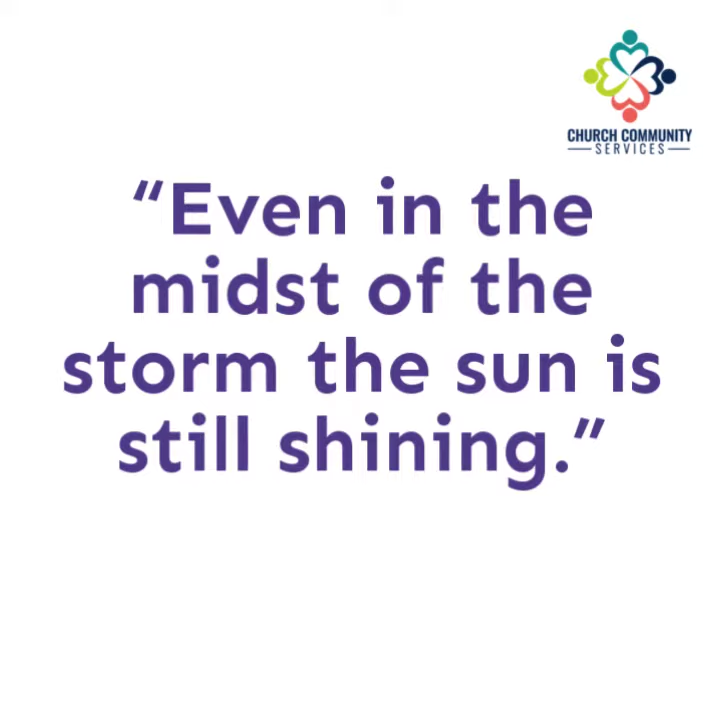 CHURCH COMMUNITY
SERVICES
“Even in the
midst of the
storm the sun is
still shining.”